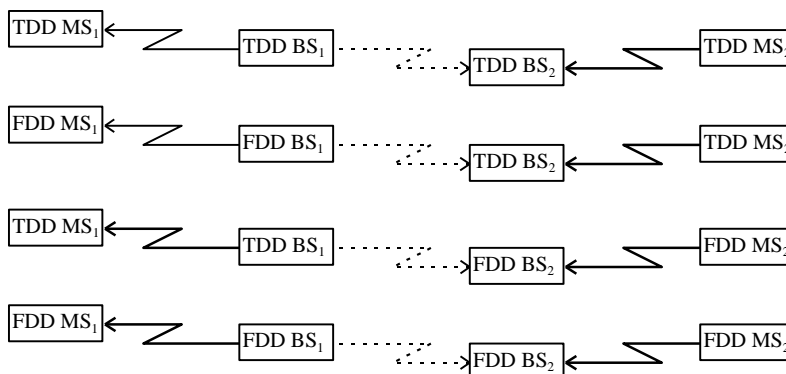 TDD MS₁ TDD BS₁ TDD BS₂ TDD MS₂
FDD MS₁ FDD BS₁ TDD BS₂ TDD MS₂
TDD MS₁ TDD BS₁ FDD BS₂ FDD MS₂
FDD MS₁ FDD BS₁ FDD BS₂ FDD MS₂